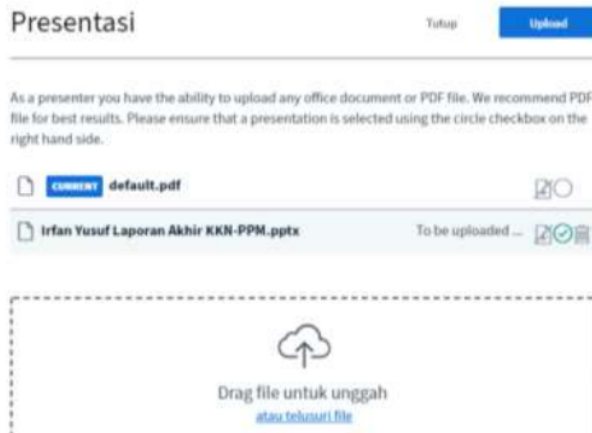 Presentasi
Tutup
Upload
As a presenter you have the ability to upload any office document or PDF file. We recommend PDF
file for best results. Please ensure that a presentation is selected using the circle checkbox on the
right hand side.
CURRENT default.pdf
Irfan Yusuf Laporan Akhir KKN-PPM.pptx To be uploaded ...
Drag file untuk unggah
atau telusuri file